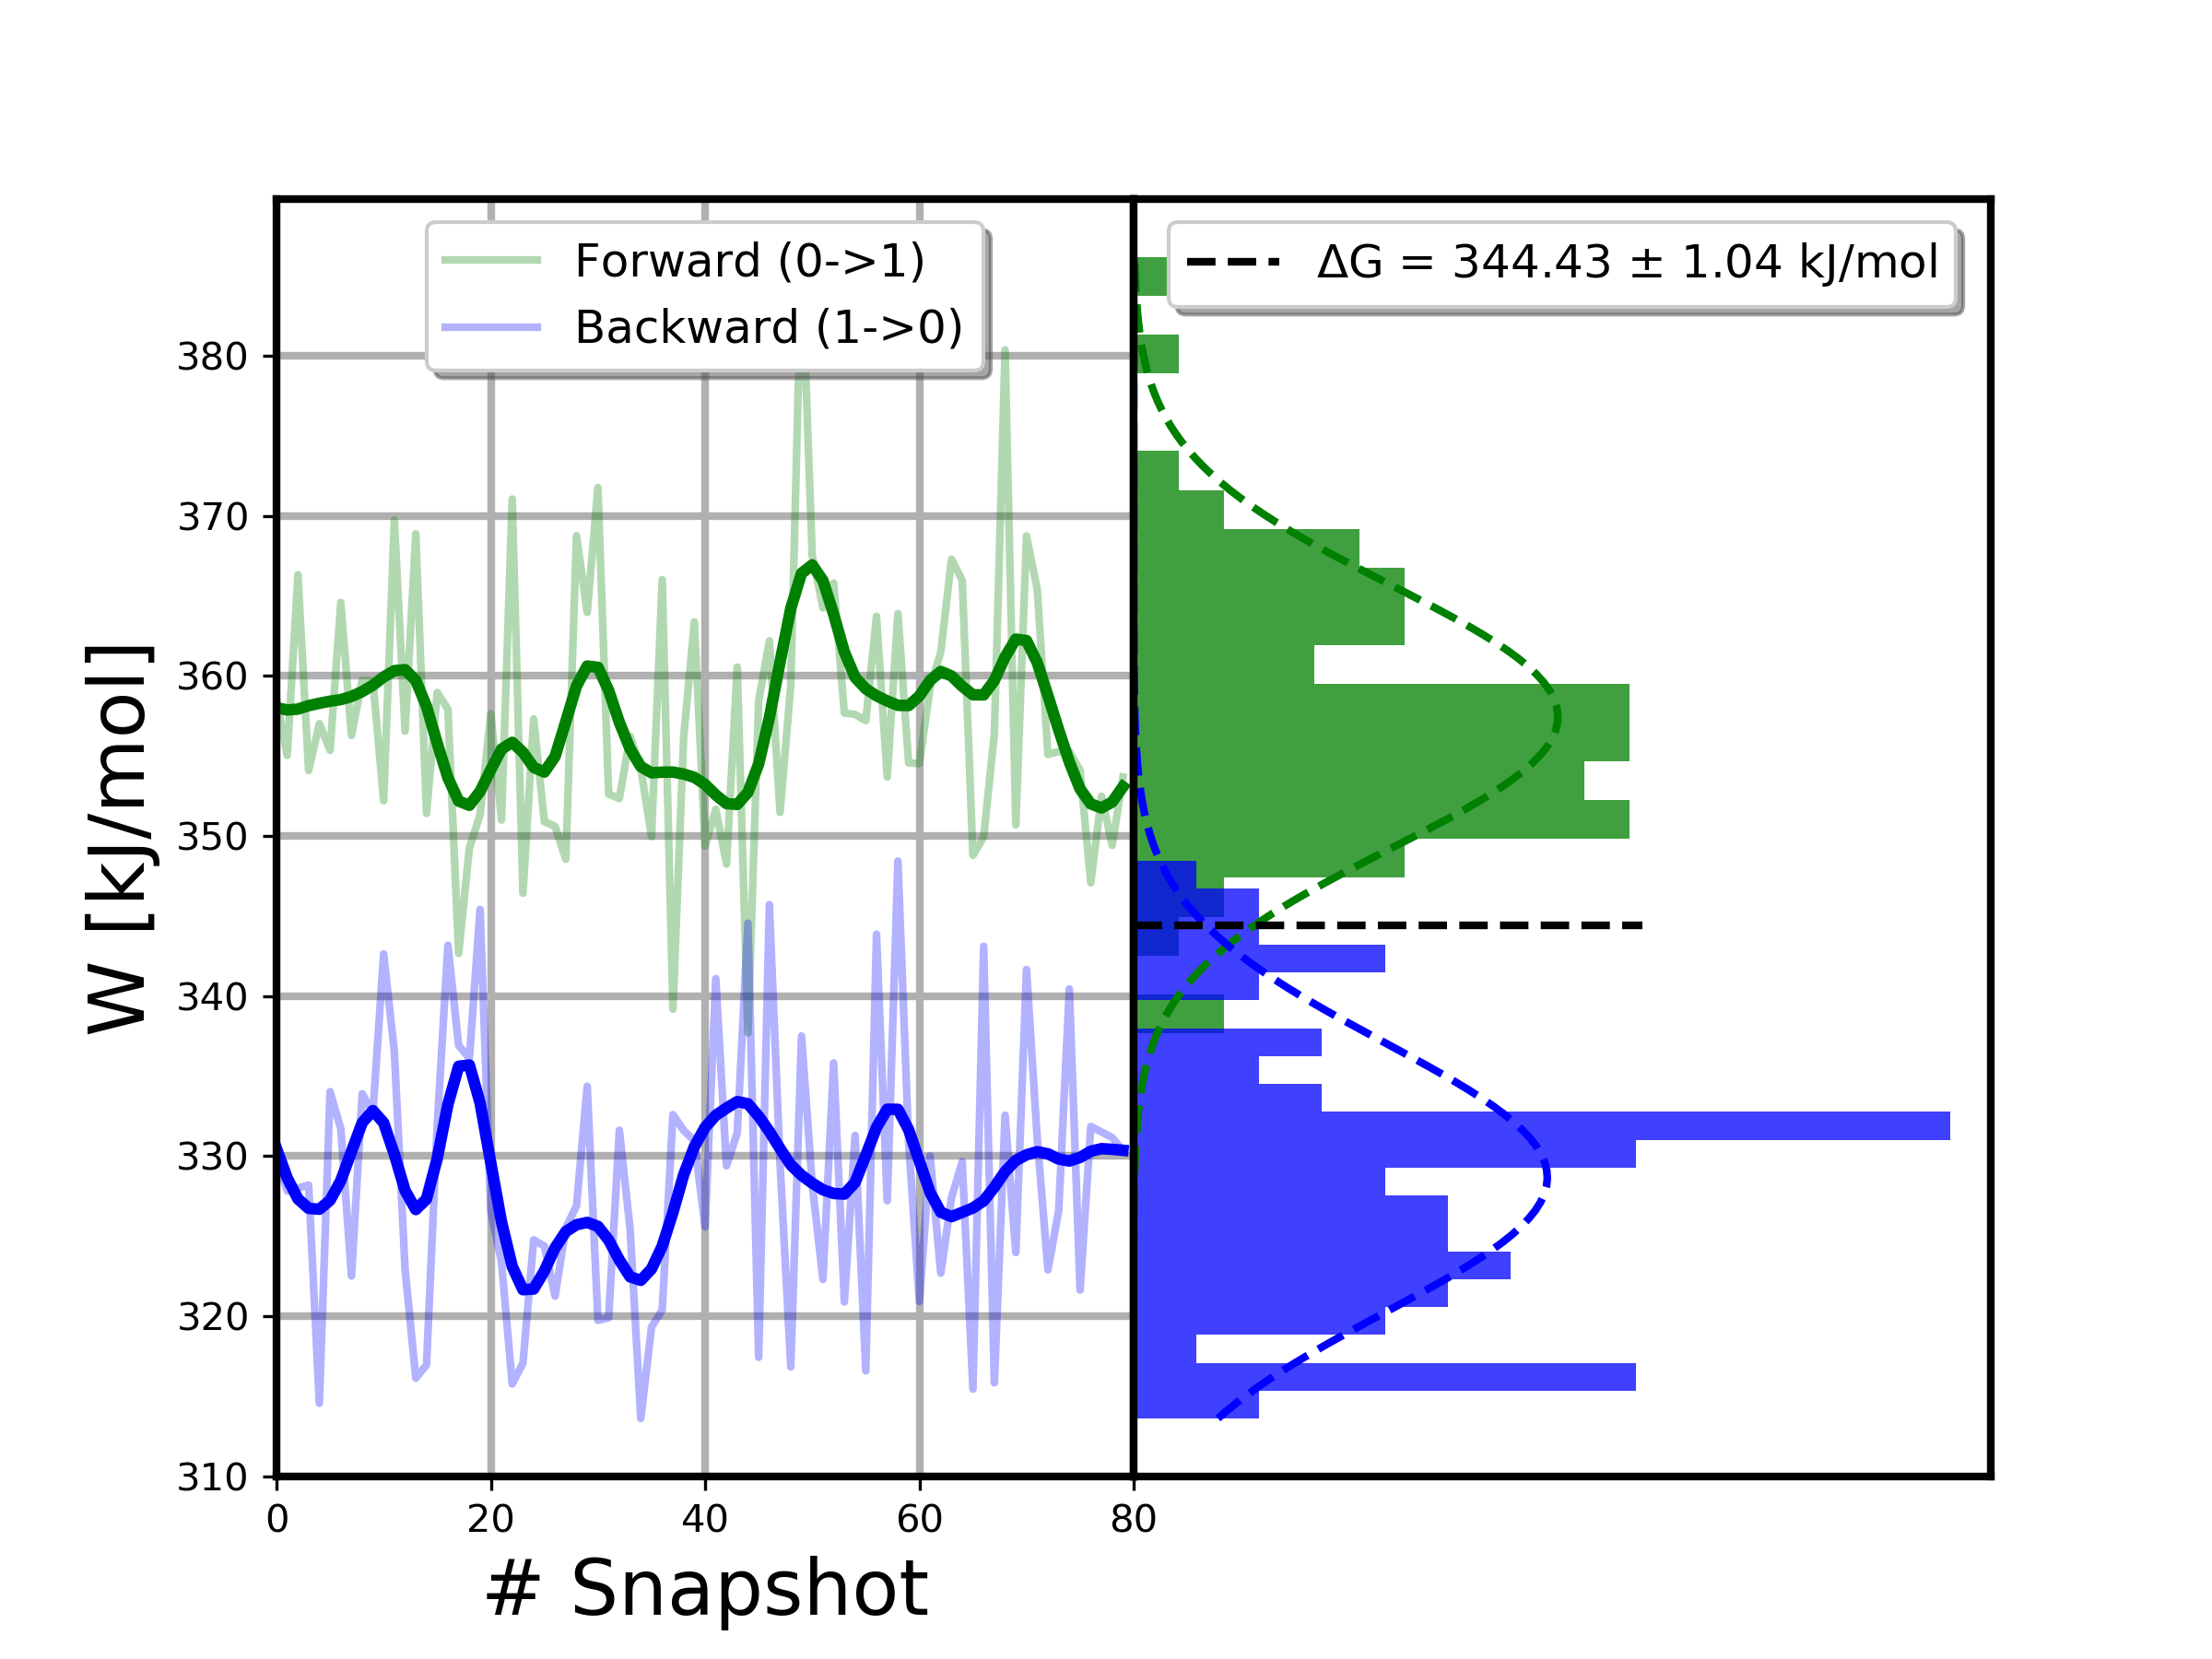 Forward (0->1)
Backward (1->0)
ΔG = 344.43 ± 1.04 kJ/mol
W [kJ/mol]
380
370
360
350
340
330
320
310
0 20 40 60 80
# Snapshot